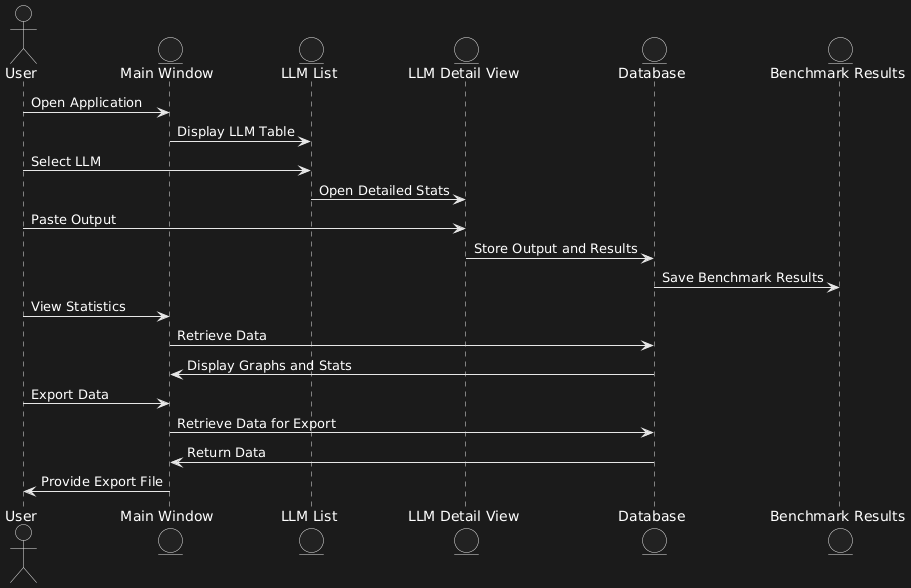 User
Main Window
LLM List
LLM Detail View
Database
Benchmark Results
Open Application
Display LLM Table
Select LLM
Open Detailed Stats
Paste Output
Store Output and Results
Save Benchmark Results
View Statistics
Retrieve Data
Display Graphs and Stats
Export Data
Retrieve Data for Export
Return Data
Provide Export File
User
Main Window
LLM List
LLM Detail View
Database
Benchmark Results